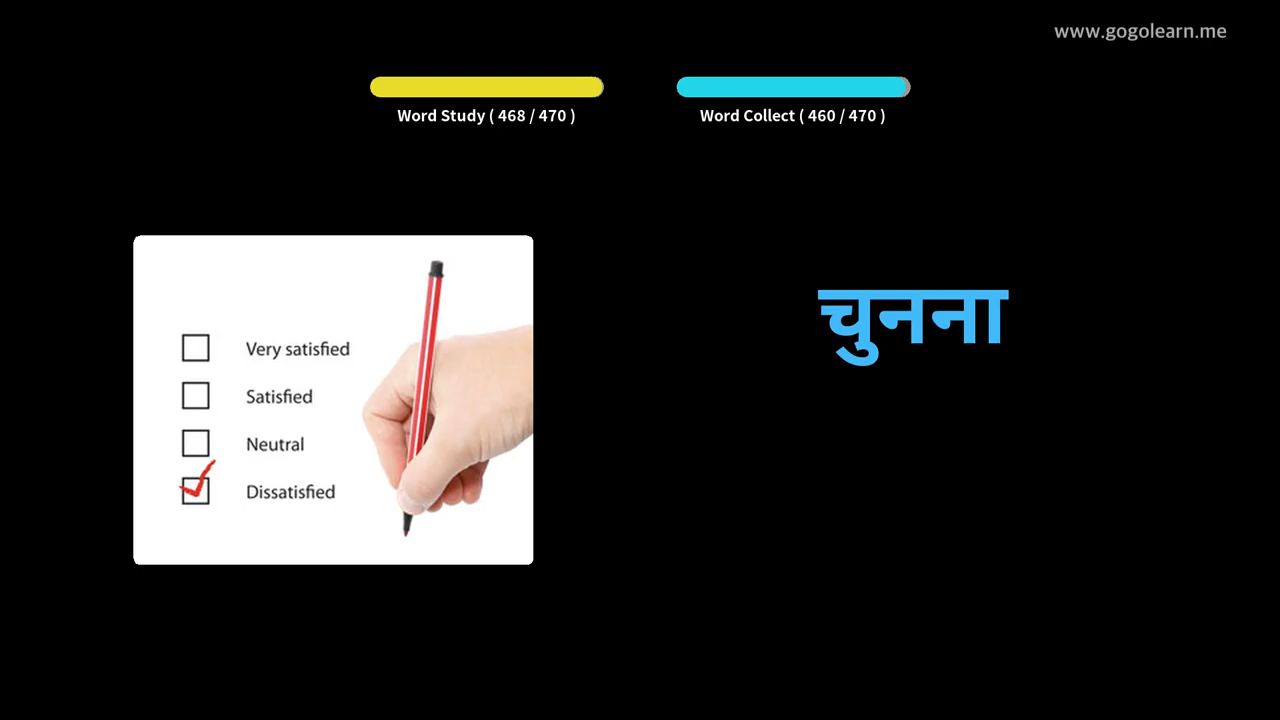 www.gogolearn.me
Word Study ( 468 / 470 )
Word Collect ( 460 / 470 )
Very satisfied
Satisfied
Neutral
Dissatisfied
चुनना